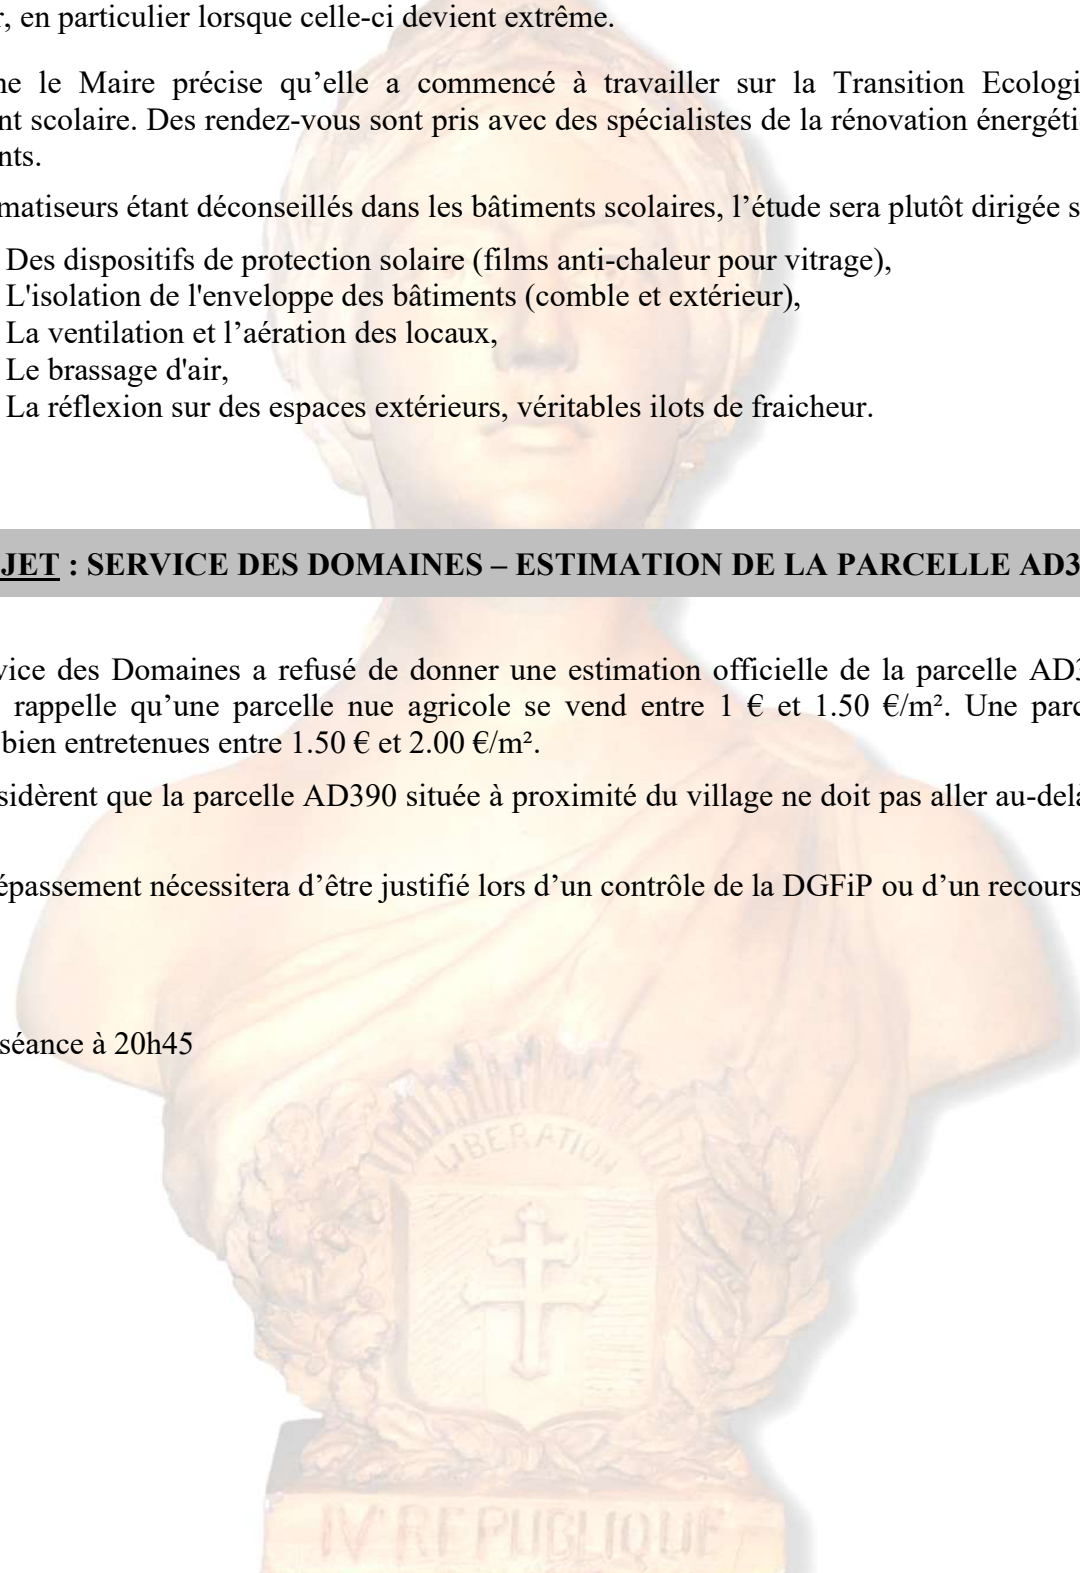 r, en particulier lorsque celle-ci devient extrême.
ne le Maire précise qu’elle a commencé à travailler sur la Transition Ecologi
nt scolaire. Des rendez-vous sont pris avec des spécialistes de la rénovation énergéti
nts.
matiseurs étant déconseillés dans les bâtiments scolaires, l’étude sera plutôt dirigée s
Des dispositifs de protection solaire (films anti-chaleur pour vitrage),
L'isolation de l'enveloppe des bâtiments (comble et extérieur),
La ventilation et l’aération des locaux,
Le brassage d'air,
La réflexion sur des espaces extérieurs, véritables ilots de fraicheur.
JET : SERVICE DES DOMAINES – ESTIMATION DE LA PARCELLE AD3
vice des Domaines a refusé de donner une estimation officielle de la parcelle AD3
rappelle qu’une parcelle nue agricole se vend entre 1 € et 1.50 €/m². Une parc
bien entretenues entre 1.50 € et 2.00 €/m².
sidèrent que la parcelle AD390 située à proximité du village ne doit pas aller au-delà
épassement nécessitera d’être justifié lors d’un contrôle de la DGFiP ou d’un recours
séance à 20h45
LIBERATION
IV REPUBLIQUE